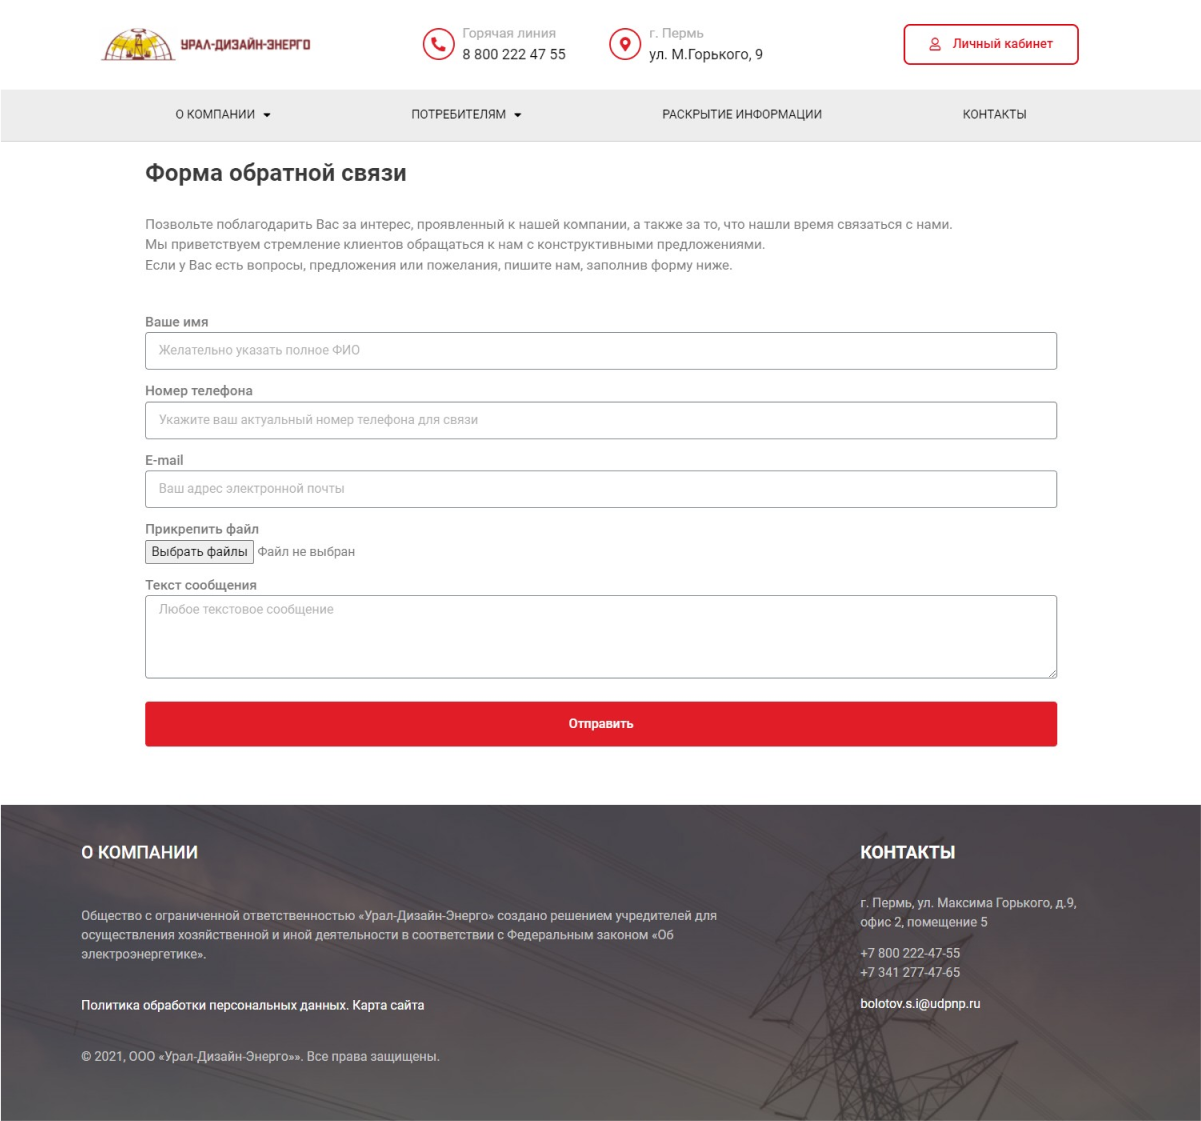 УРАЛ-ДИЗАЙН-ЭНЕРГО
Горячая линия
8 800 222 47 55
г. Пермь
ул. М.Горького, 9
Личный кабинет
О КОМПАНИИ
ПОТРЕБИТЕЛЯМ
РАСКРЫТИЕ ИНФОРМАЦИИ
КОНТАКТЫ
Форма обратной связи
Позвольте поблагодарить Вас за интерес, проявленный к нашей компании, а также за то, что нашли время связаться с нами.
Мы приветствуем стремление клиентов обращаться к нам с конструктивными предложениями.
Если у Вас есть вопросы, предложения или пожелания, пишите нам, заполнив форму ниже.
Ваше имя
Желательно указать полное ФИО
Номер телефона
Укажите ваш актуальный номер телефона для связи
E-mail
Ваш адрес электронной почты
Прикрепить файл
Выбрать файлы Файл не выбран
Текст сообщения
Любое текстовое сообщение
Отправить
О КОМПАНИИ
Общество с ограниченной ответственностью «Урал-Дизайн-Энерго» создано решением учредителей для
осуществления хозяйственной и иной деятельности в соответствии с Федеральным законом «Об
электроэнергетике».
Политика обработки персональных данных. Карта сайта
© 2021, ООО «Урал-Дизайн-Энерго»». Все права защищены.
КОНТАКТЫ
г. Пермь, ул. Максима Горького, д.9,
офис 2, помещение 5
+7 800 222-47-55
+7 341 277-47-65
bolotov.s.i@udpnp.ru